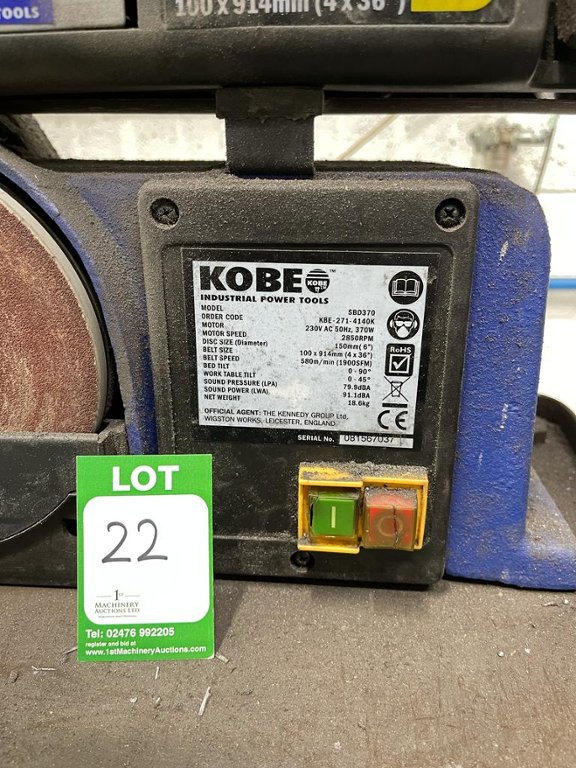 TOOLS
100 x 914mm (4 x 36")
KOBE™
KOBE
INDUSTRIAL POWER TOOLS
MODEL SBD370
ORDER CODE KBE-271-4140K
MOTOR 230V AC 50Hz, 370W
MOTOR SPEED 2850RPM
DISC SIZE (Diameter) 150mm( 6")
BELT SIZE 100 x 914mm (4 x 36")
BELT SPEED 580m/min (1900SFM)
BED TILT 0 - 90°
WORK TABLE TILT 0 - 45°
SOUND PRESSURE (LPA) 79.9dBA
SOUND POWER (LWA) 91.1dBA
NET WEIGHT 18.6kg
RoHS
CE
OFFICIAL AGENT: THE KENNEDY GROUP Ltd,
WIGSTON WORKS, LEICESTER, ENGLAND.
SERIAL No. 081567037
I O
LOT
22
1ST
MACHINERY
AUCTIONS LTD
Tel: 02476 992205
register and bid at
www.1stMachineryAuctions.com